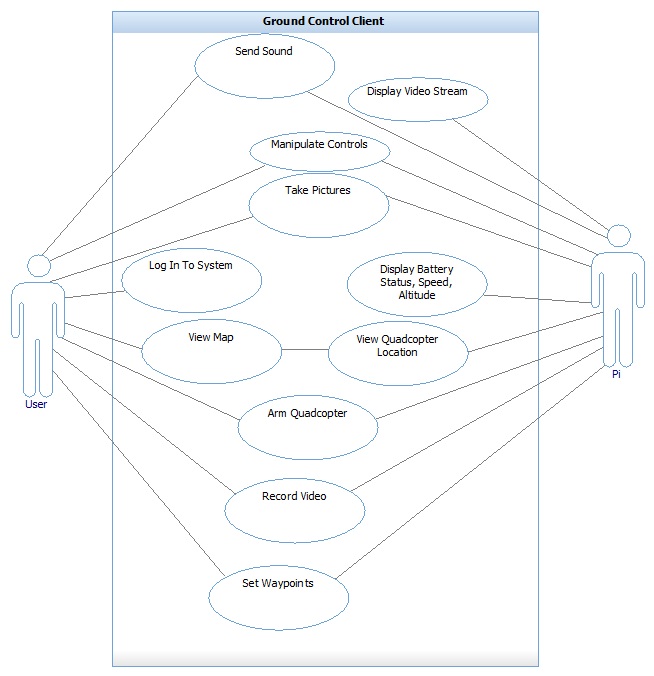 Ground Control Client
Send Sound
Display Video Stream
Manipulate Controls
Take Pictures
Log In To System
Display Battery
Status, Speed,
Altitude
View Map
View Quadcopter
Location
Pi
User
Arm Quadcopter
Record Video
Set Waypoints